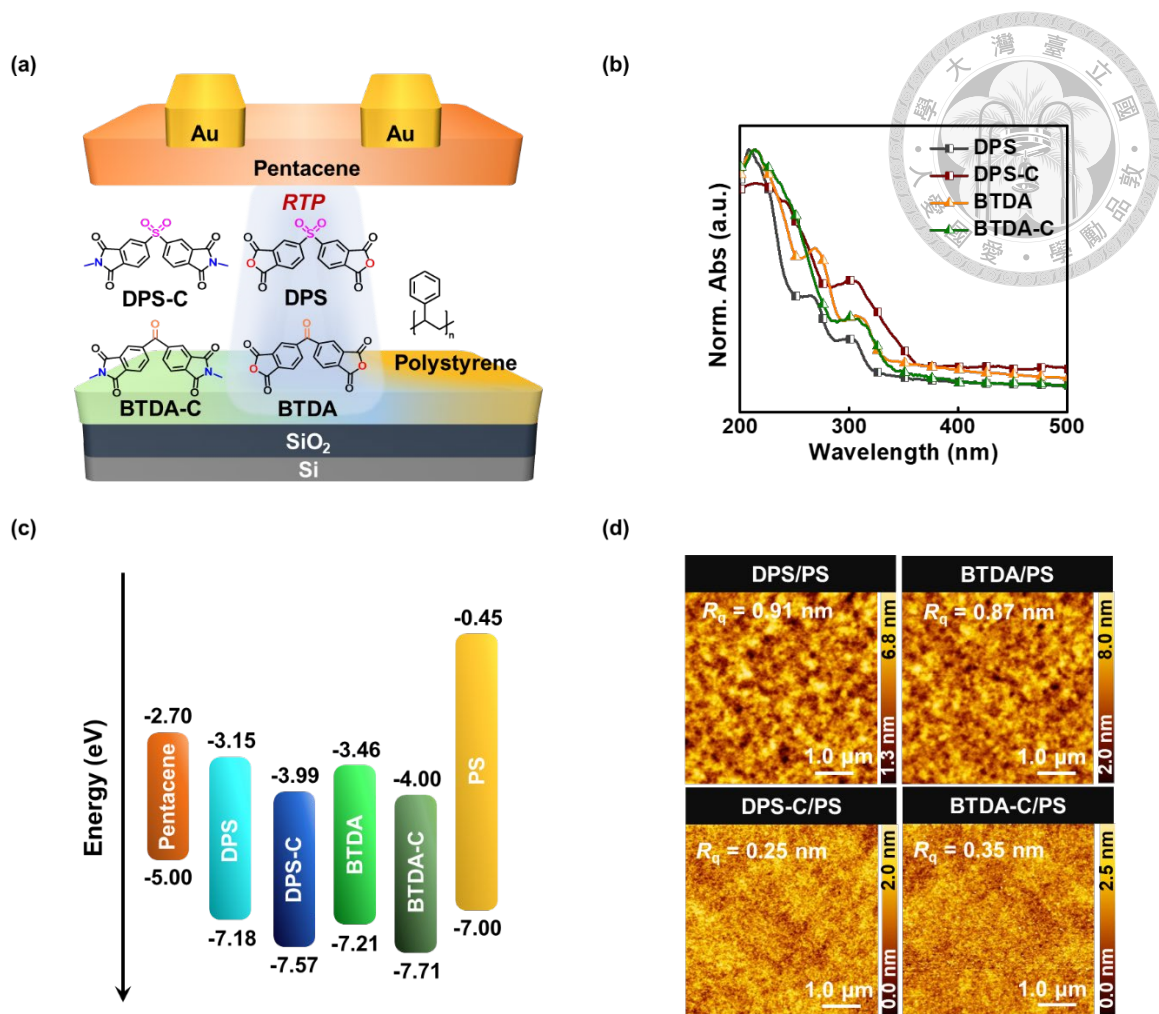 (a)
Au
Au
Pentacene
RTP
DPS-C
DPS
BTDA-C
BTDA
Polystyrene
n
SiO2
Si
(b)
臺灣大學
DPS
DPS-C
BTDA
BTDA-C
Norm. Abs (a.u.)
200
300
400
500
Wavelength (nm)
(c)
Energy (eV)
-2.70
Pentacene
-5.00
-3.15
DPS
-7.18
-3.99
DPS-C
-7.57
-3.46
BTDA
-7.21
-4.00
BTDA-C
-7.71
-0.45
PS
-7.00
(d)
DPS/PS
Rq = 0.91 nm
1.0 µm
6.8 nm
1.3 nm
BTDA/PS
Rq = 0.87 nm
1.0 µm
8.0 nm
2.0 nm
DPS-C/PS
Rq = 0.25 nm
1.0 µm
2.0 nm
0.0 nm
BTDA-C/PS
Rq = 0.35 nm
1.0 µm
2.5 nm
0.0 nm